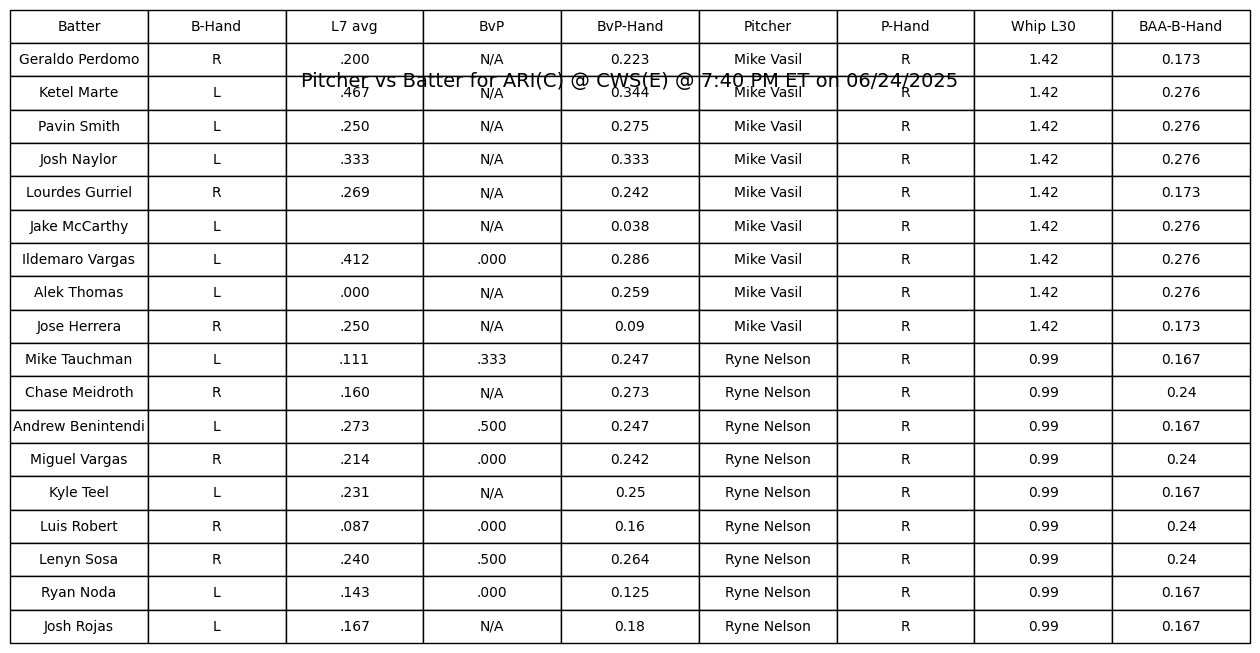 Batter B-Hand L7 avg BvP BvP-Hand Pitcher P-Hand Whip L30 BAA-B-Hand
Geraldo Perdomo R .200 N/A 0.223 Mike Vasil R 1.42 0.173
Pitcher vs Batter for ARI(C) @ CWS(E) @ 7:40 PM ET on 06/24/2025
Ketel Marte L .467 N/A 0.344 Mike Vasil R 1.42 0.276
Pavin Smith L .250 N/A 0.275 Mike Vasil R 1.42 0.276
Josh Naylor L .333 N/A 0.333 Mike Vasil R 1.42 0.276
Lourdes Gurriel R .269 N/A 0.242 Mike Vasil R 1.42 0.173
Jake McCarthy L N/A 0.038 Mike Vasil R 1.42 0.276
Ildemaro Vargas L .412 .000 0.286 Mike Vasil R 1.42 0.276
Alek Thomas L .000 N/A 0.259 Mike Vasil R 1.42 0.276
Jose Herrera R .250 N/A 0.09 Mike Vasil R 1.42 0.173
Mike Tauchman L .111 .333 0.247 Ryne Nelson R 0.99 0.167
Chase Meidroth R .160 N/A 0.273 Ryne Nelson R 0.99 0.24
Andrew Benintendi L .273 .500 0.247 Ryne Nelson R 0.99 0.167
Miguel Vargas R .214 .000 0.242 Ryne Nelson R 0.99 0.24
Kyle Teel L .231 N/A 0.25 Ryne Nelson R 0.99 0.167
Luis Robert R .087 .000 0.16 Ryne Nelson R 0.99 0.24
Lenyn Sosa R .240 .500 0.264 Ryne Nelson R 0.99 0.24
Ryan Noda L .143 .000 0.125 Ryne Nelson R 0.99 0.167
Josh Rojas L .167 N/A 0.18 Ryne Nelson R 0.99 0.167